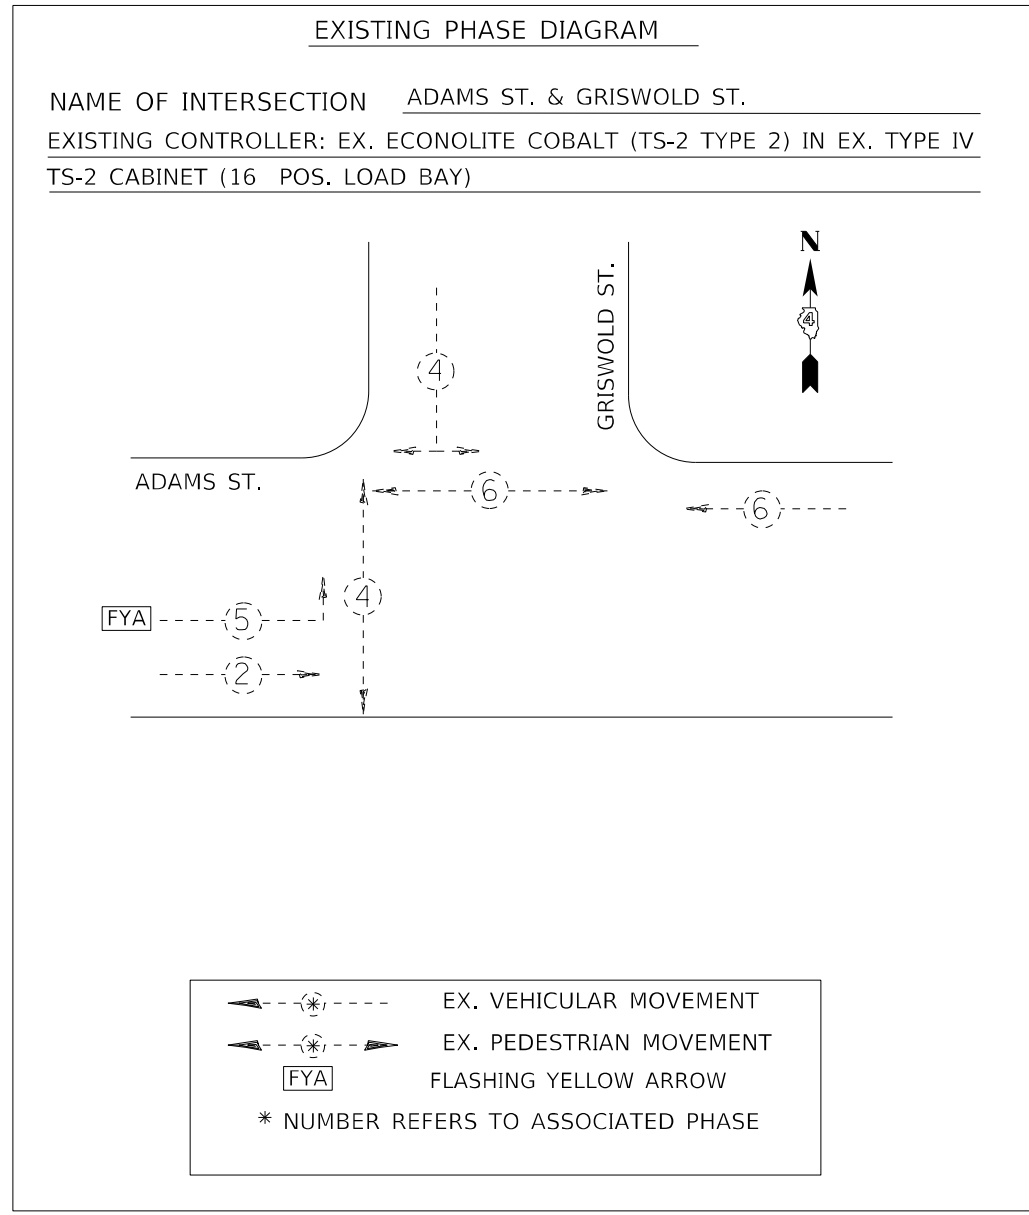 EXISTING PHASE DIAGRAM
NAME OF INTERSECTION ADAMS ST. & GRISWOLD ST.
EXISTING CONTROLLER: EX. ECONOLITE COBALT (TS-2 TYPE 2) IN EX. TYPE IV
TS-2 CABINET (16 POS. LOAD BAY)
N
4
GRISWOLD ST.
4
ADAMS ST.
6
6
4
FYA
5
2
* EX. VEHICULAR MOVEMENT
* EX. PEDESTRIAN MOVEMENT
FYA FLASHING YELLOW ARROW
* NUMBER REFERS TO ASSOCIATED PHASE